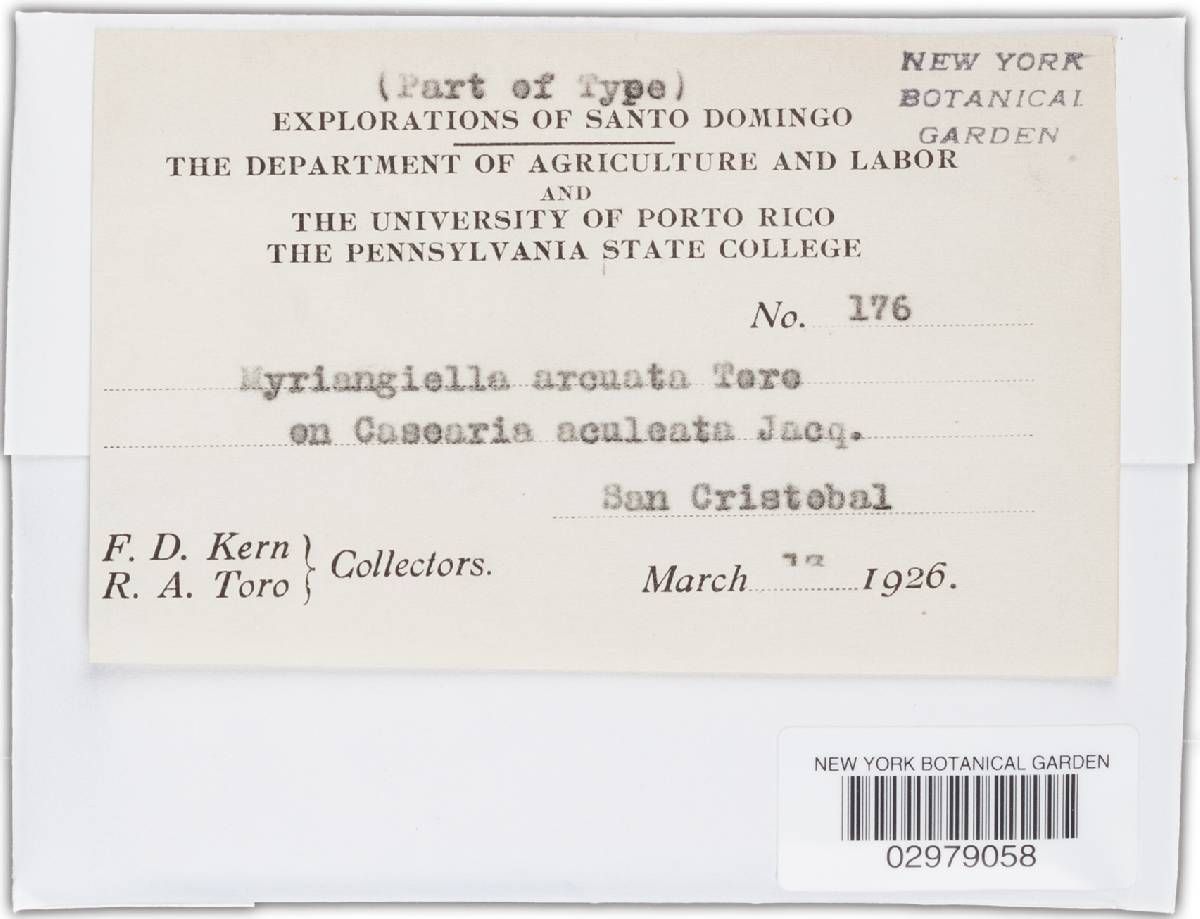 (Part of Type)
NEW YORK
BOTANICAL
GARDEN
EXPLORATIONS OF SANTO DOMINGO
THE DEPARTMENT OF AGRICULTURE AND LABOR
AND
THE UNIVERSITY OF PORTO RICO
THE PENNSYLVANIA STATE COLLEGE
No. 176
Myriangiella arcuata Toro
on Casearia aculeata Jacq.
San Cristobal
F. D. Kern
R. A. Toro } Collectors.
March 1926.
NEW YORK BOTANICAL GARDEN
02979058